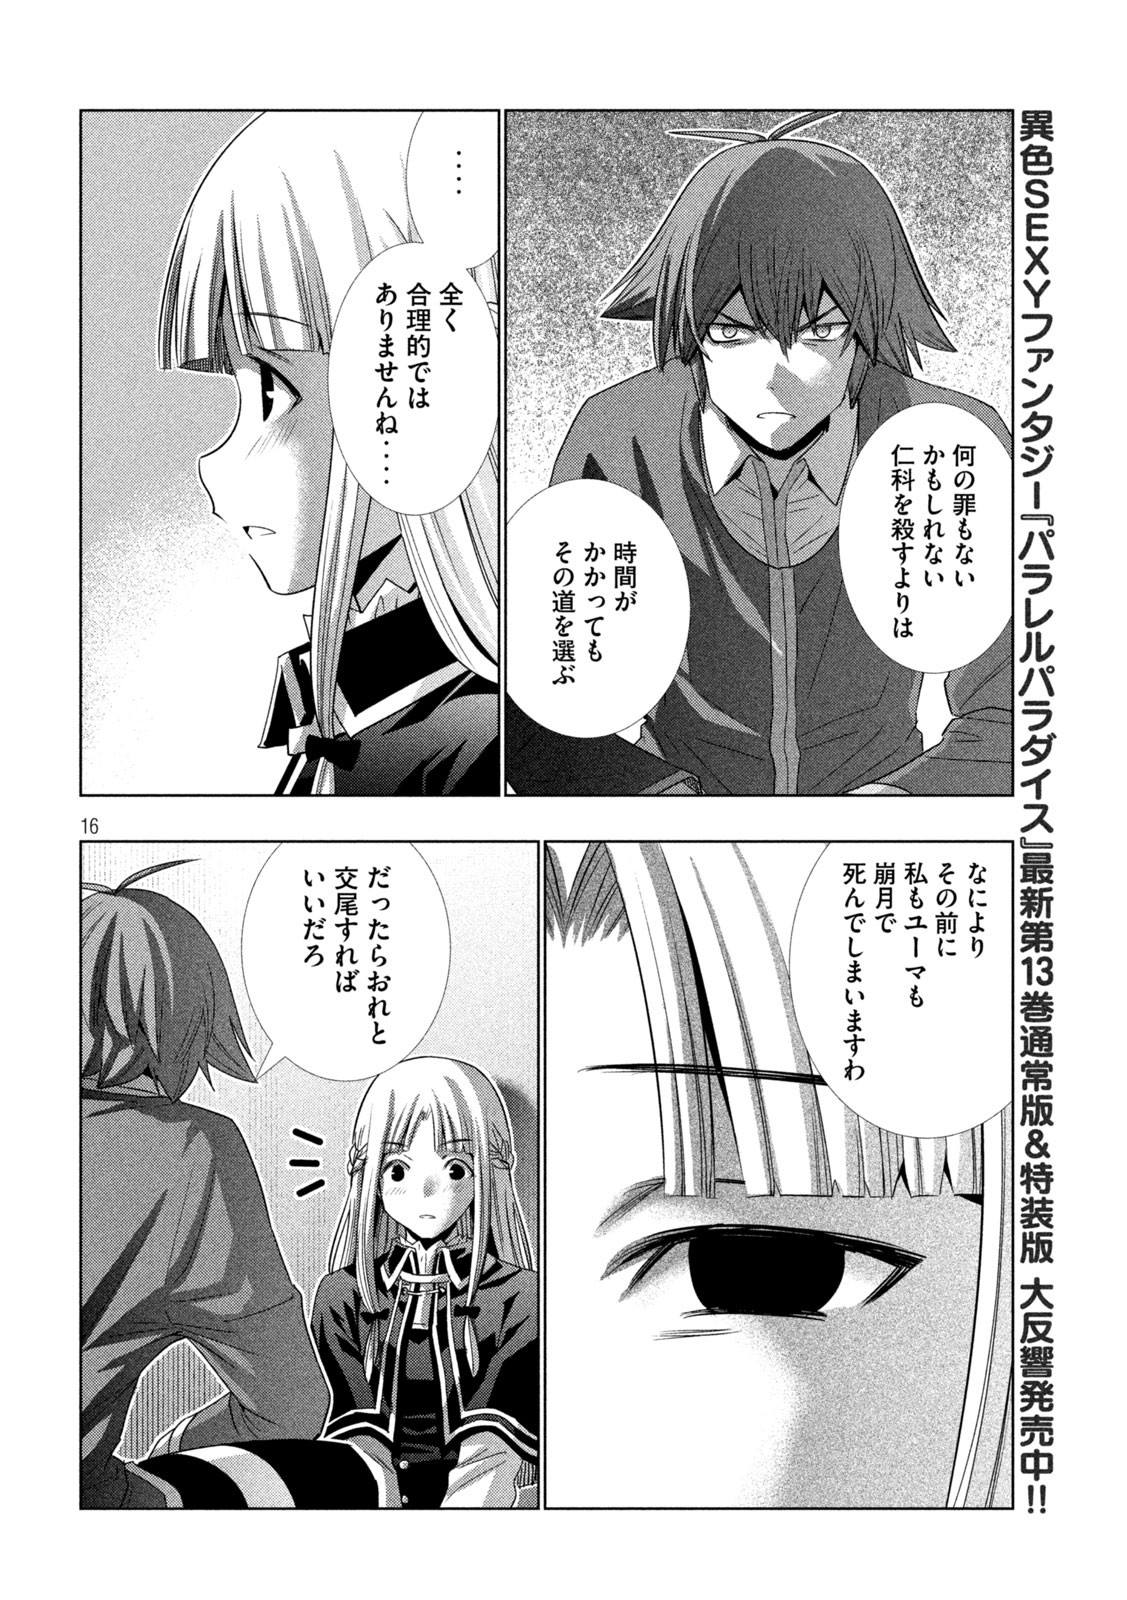 異色SEXYファンタジー『パラレルパラダイス』最新第13巻通常版&特装版 大反響発売中!!
何の罪もない
かもしれない
仁科を殺すよりは
時間が
かかっても
その道を選ぶ
‥‥
全く
合理的では
ありませんね‥‥
なにより
その前に
私もユーマも
崩月で
死んでしまいますわ
だったらおれと
交尾すれば
いいだろ
16